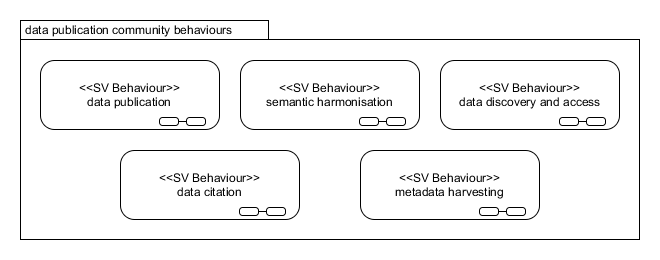 data publication community behaviours
<<SV Behaviour>>
data publication
<<SV Behaviour>>
semantic harmonisation
<<SV Behaviour>>
data discovery and access
<<SV Behaviour>>
data citation
<<SV Behaviour>>
metadata harvesting